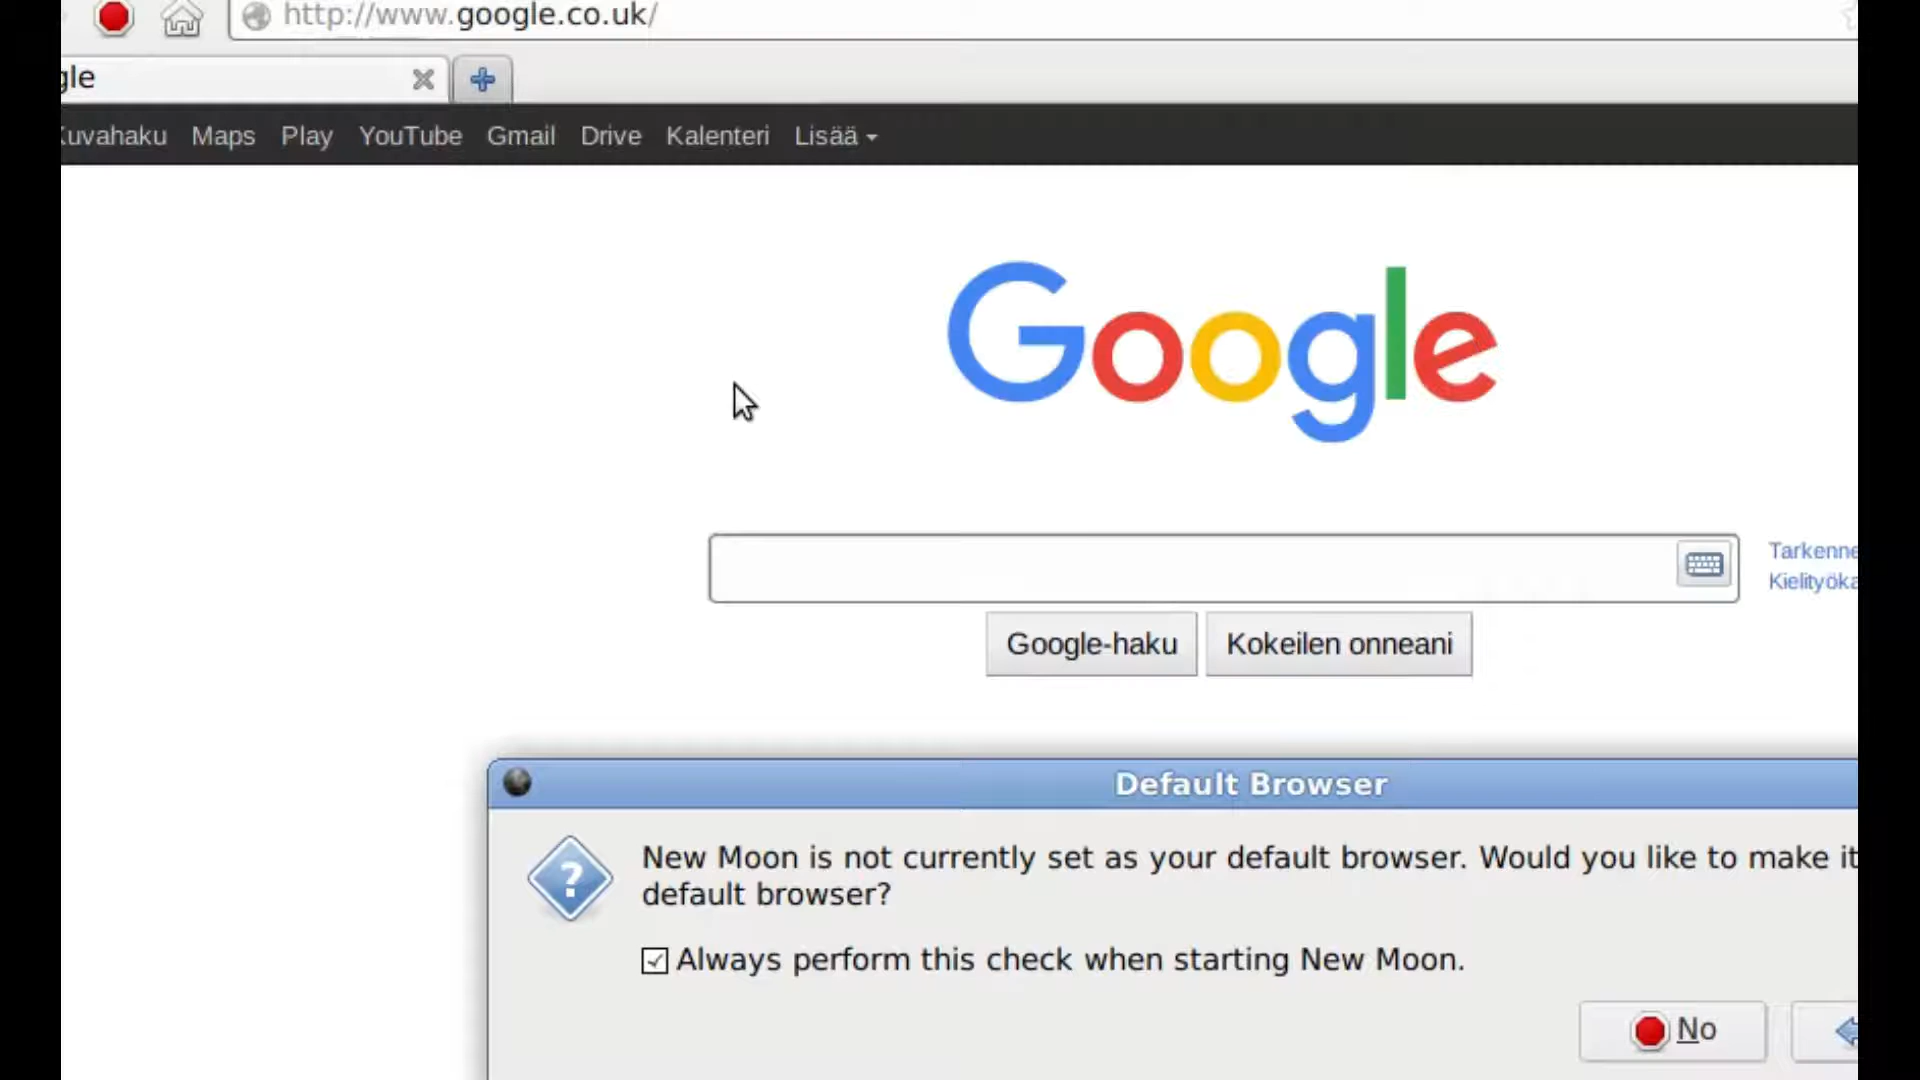 http://www.google.co.uk/
gle
Kuvahaku Maps Play YouTube Gmail Drive Kalenteri Lisää
Google
Tarkenne
Kielityöka
Google-haku Kokeilen onneani
Default Browser
New Moon is not currently set as your default browser. Would you like to make it
default browser?
Always perform this check when starting New Moon.
No